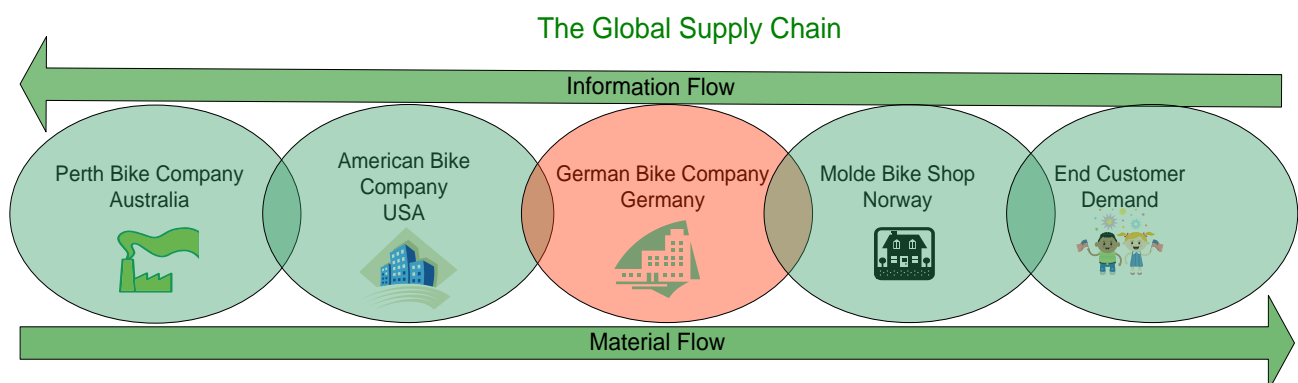 The Global Supply Chain
Information Flow
Perth Bike Company
Australia
American Bike
Company
USA
German Bike Company
Germany
Molde Bike Shop
Norway
End Customer
Demand
Material Flow